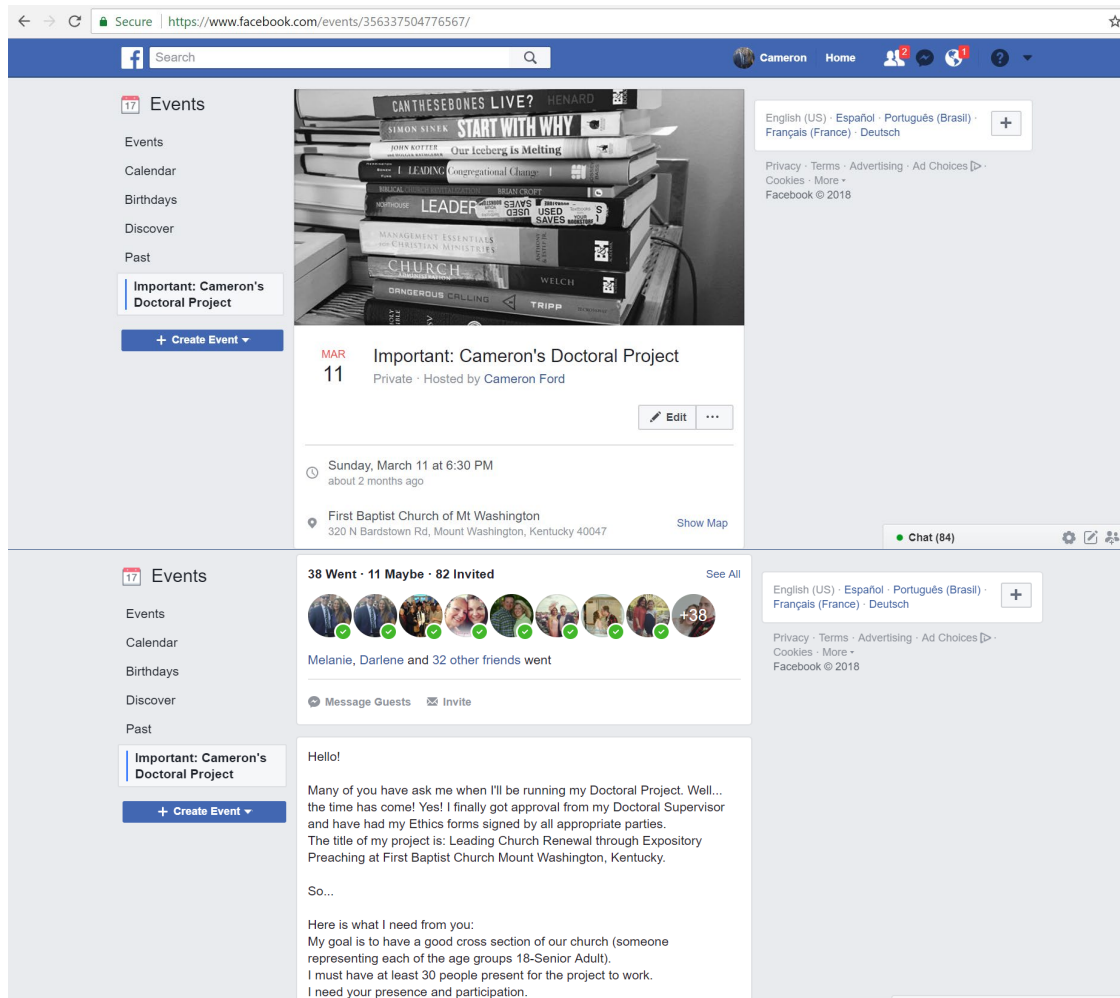 Secure https://www.facebook.com/events/356337504776567/
f Search Cameron Home 2 1 ?
17 Events
Events
Calendar
Birthdays
Discover
Past
Important: Cameron's
Doctoral Project
+ Create Event
CAN THESE BONES LIVE? HENARD
SIMON SINEK START WITH WHY
JOHN KOTTER Our Iceberg is Melting
LEADING Congregational Change
BIBLICAL CHURCH REVITALIZATION BRIAN CROFT
NORTHOUSE LEADER USED SAVES USED SAVES S
MANAGEMENT ESSENTIALS
FOR CHRISTIAN MINISTRIES
CHURCH
WELCH
DANGEROUS CALLING TRIPP
HOLY BIBLE
MAR
11
Important: Cameron's Doctoral Project
Private · Hosted by Cameron Ford
Edit ...
Sunday, March 11 at 6:30 PM
about 2 months ago
First Baptist Church of Mt Washington
320 N Bardstown Rd, Mount Washington, Kentucky 40047
Show Map
English (US) · Español · Português (Brasil) ·
Français (France) · Deutsch
+
Privacy · Terms · Advertising · Ad Choices ·
Cookies · More
Facebook © 2018
Chat (84)
17 Events
Events
Calendar
Birthdays
Discover
Past
Important: Cameron's
Doctoral Project
+ Create Event
38 Went · 11 Maybe · 82 Invited See All
+38
Melanie, Darlene and 32 other friends went
Message Guests Invite
Hello!
Many of you have ask me when I'll be running my Doctoral Project. Well...
the time has come! Yes! I finally got approval from my Doctoral Supervisor
and have had my Ethics forms signed by all appropriate parties.
The title of my project is: Leading Church Renewal through Expository
Preaching at First Baptist Church Mount Washington, Kentucky.
So...
Here is what I need from you:
My goal is to have a good cross section of our church (someone
representing each of the age groups 18-Senior Adult).
I must have at least 30 people present for the project to work.
I need your presence and participation.
English (US) · Español · Português (Brasil) ·
Français (France) · Deutsch
+
Privacy · Terms · Advertising · Ad Choices ·
Cookies · More
Facebook © 2018